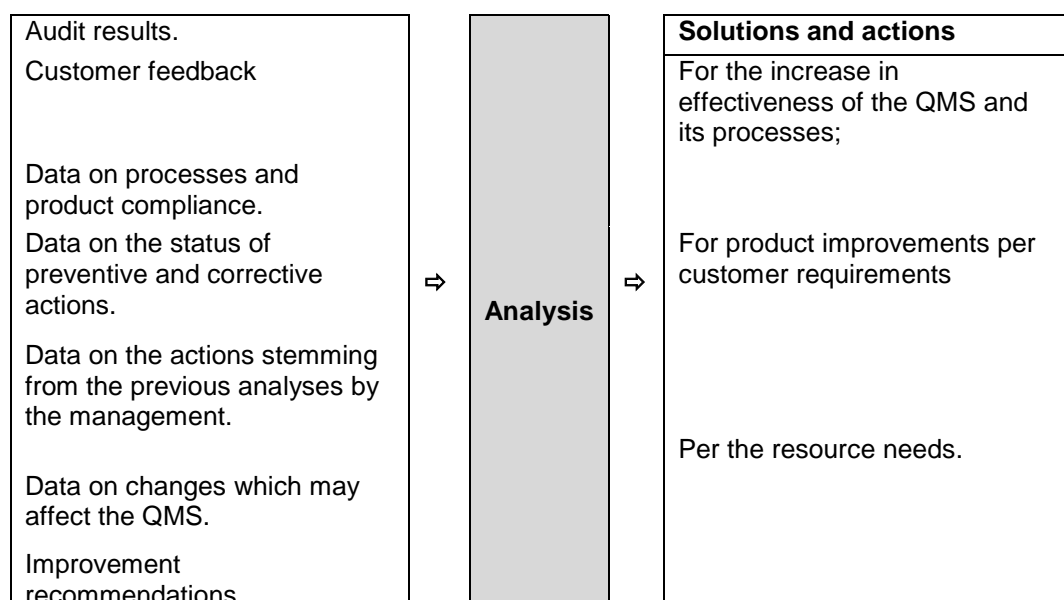 Audit results.
Customer feedback
Data on processes and
product compliance.
Data on the status of
preventive and corrective
actions.
Data on the actions stemming
from the previous analyses by
the management.
Data on changes which may
affect the QMS.
Improvement
recommendations
⇨
Analysis
⇨
Solutions and actions
For the increase in
effectiveness of the QMS and
its processes;
For product improvements per
customer requirements
Per the resource needs.